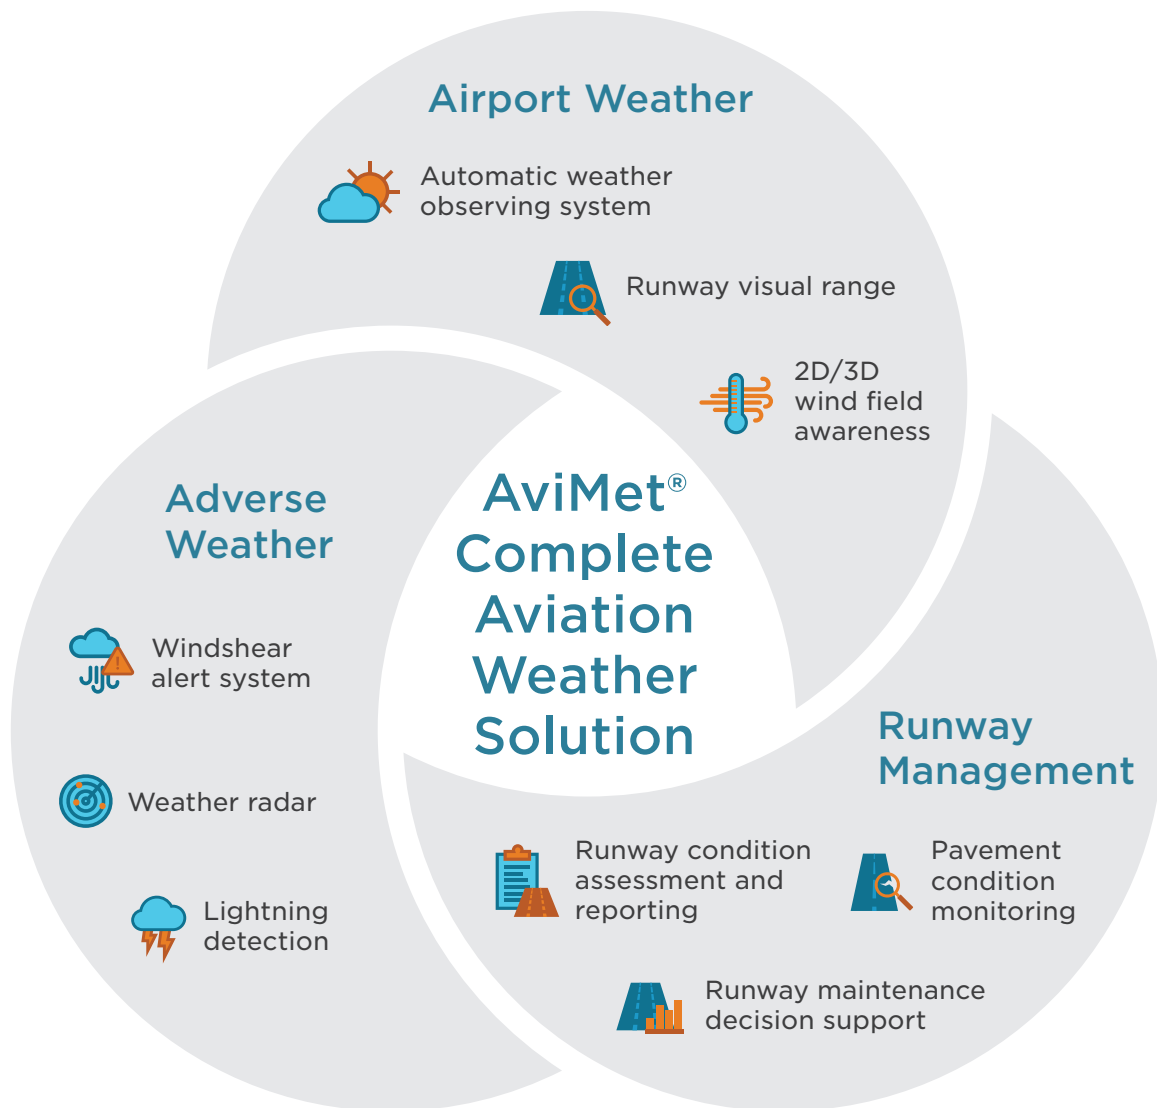 Airport Weather
Automatic weather
observing system
Runway visual range
2D/3D
wind field
awareness
AviMet®
Complete
Aviation
Weather
Solution
Adverse
Weather
Windshear
alert system
Weather radar
Lightning
detection
Runway
Management
Runway condition
assessment and
reporting
Pavement
condition
monitoring
Runway maintenance
decision support